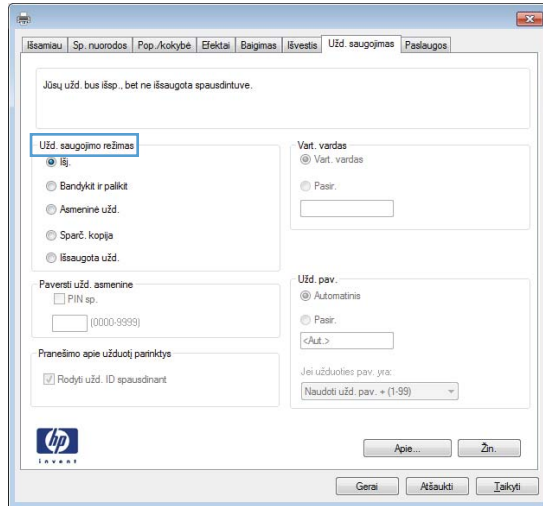 Išsamiau Sp. nuorodos Pop./kokybė Efektai Baigimas Išvestis Užd. saugojimas Paslaugos
Jūsų užd. bus išsp., bet ne išsaugota spausdintuve.
Užd. saugojimo režimas
Išj.
Bandykit ir palikit
Asmeninė užd.
Sparč. kopija
Išsaugota užd.
Vart. vardas
Vart. vardas
Pasir.
Paversti užd. asmenine
PIN sp.
(0000-9999)
Pranešimo apie užduotį parinktys
Rodyti užd. ID spausdinant
Užd. pav.
Automatinis
Pasir.
<Aut.>
Jei užduoties pav. yra:
Naudoti užd. pav. + (1-99)
hp
invent
Apie... Žin.
Gerai Atšaukti Taikyti